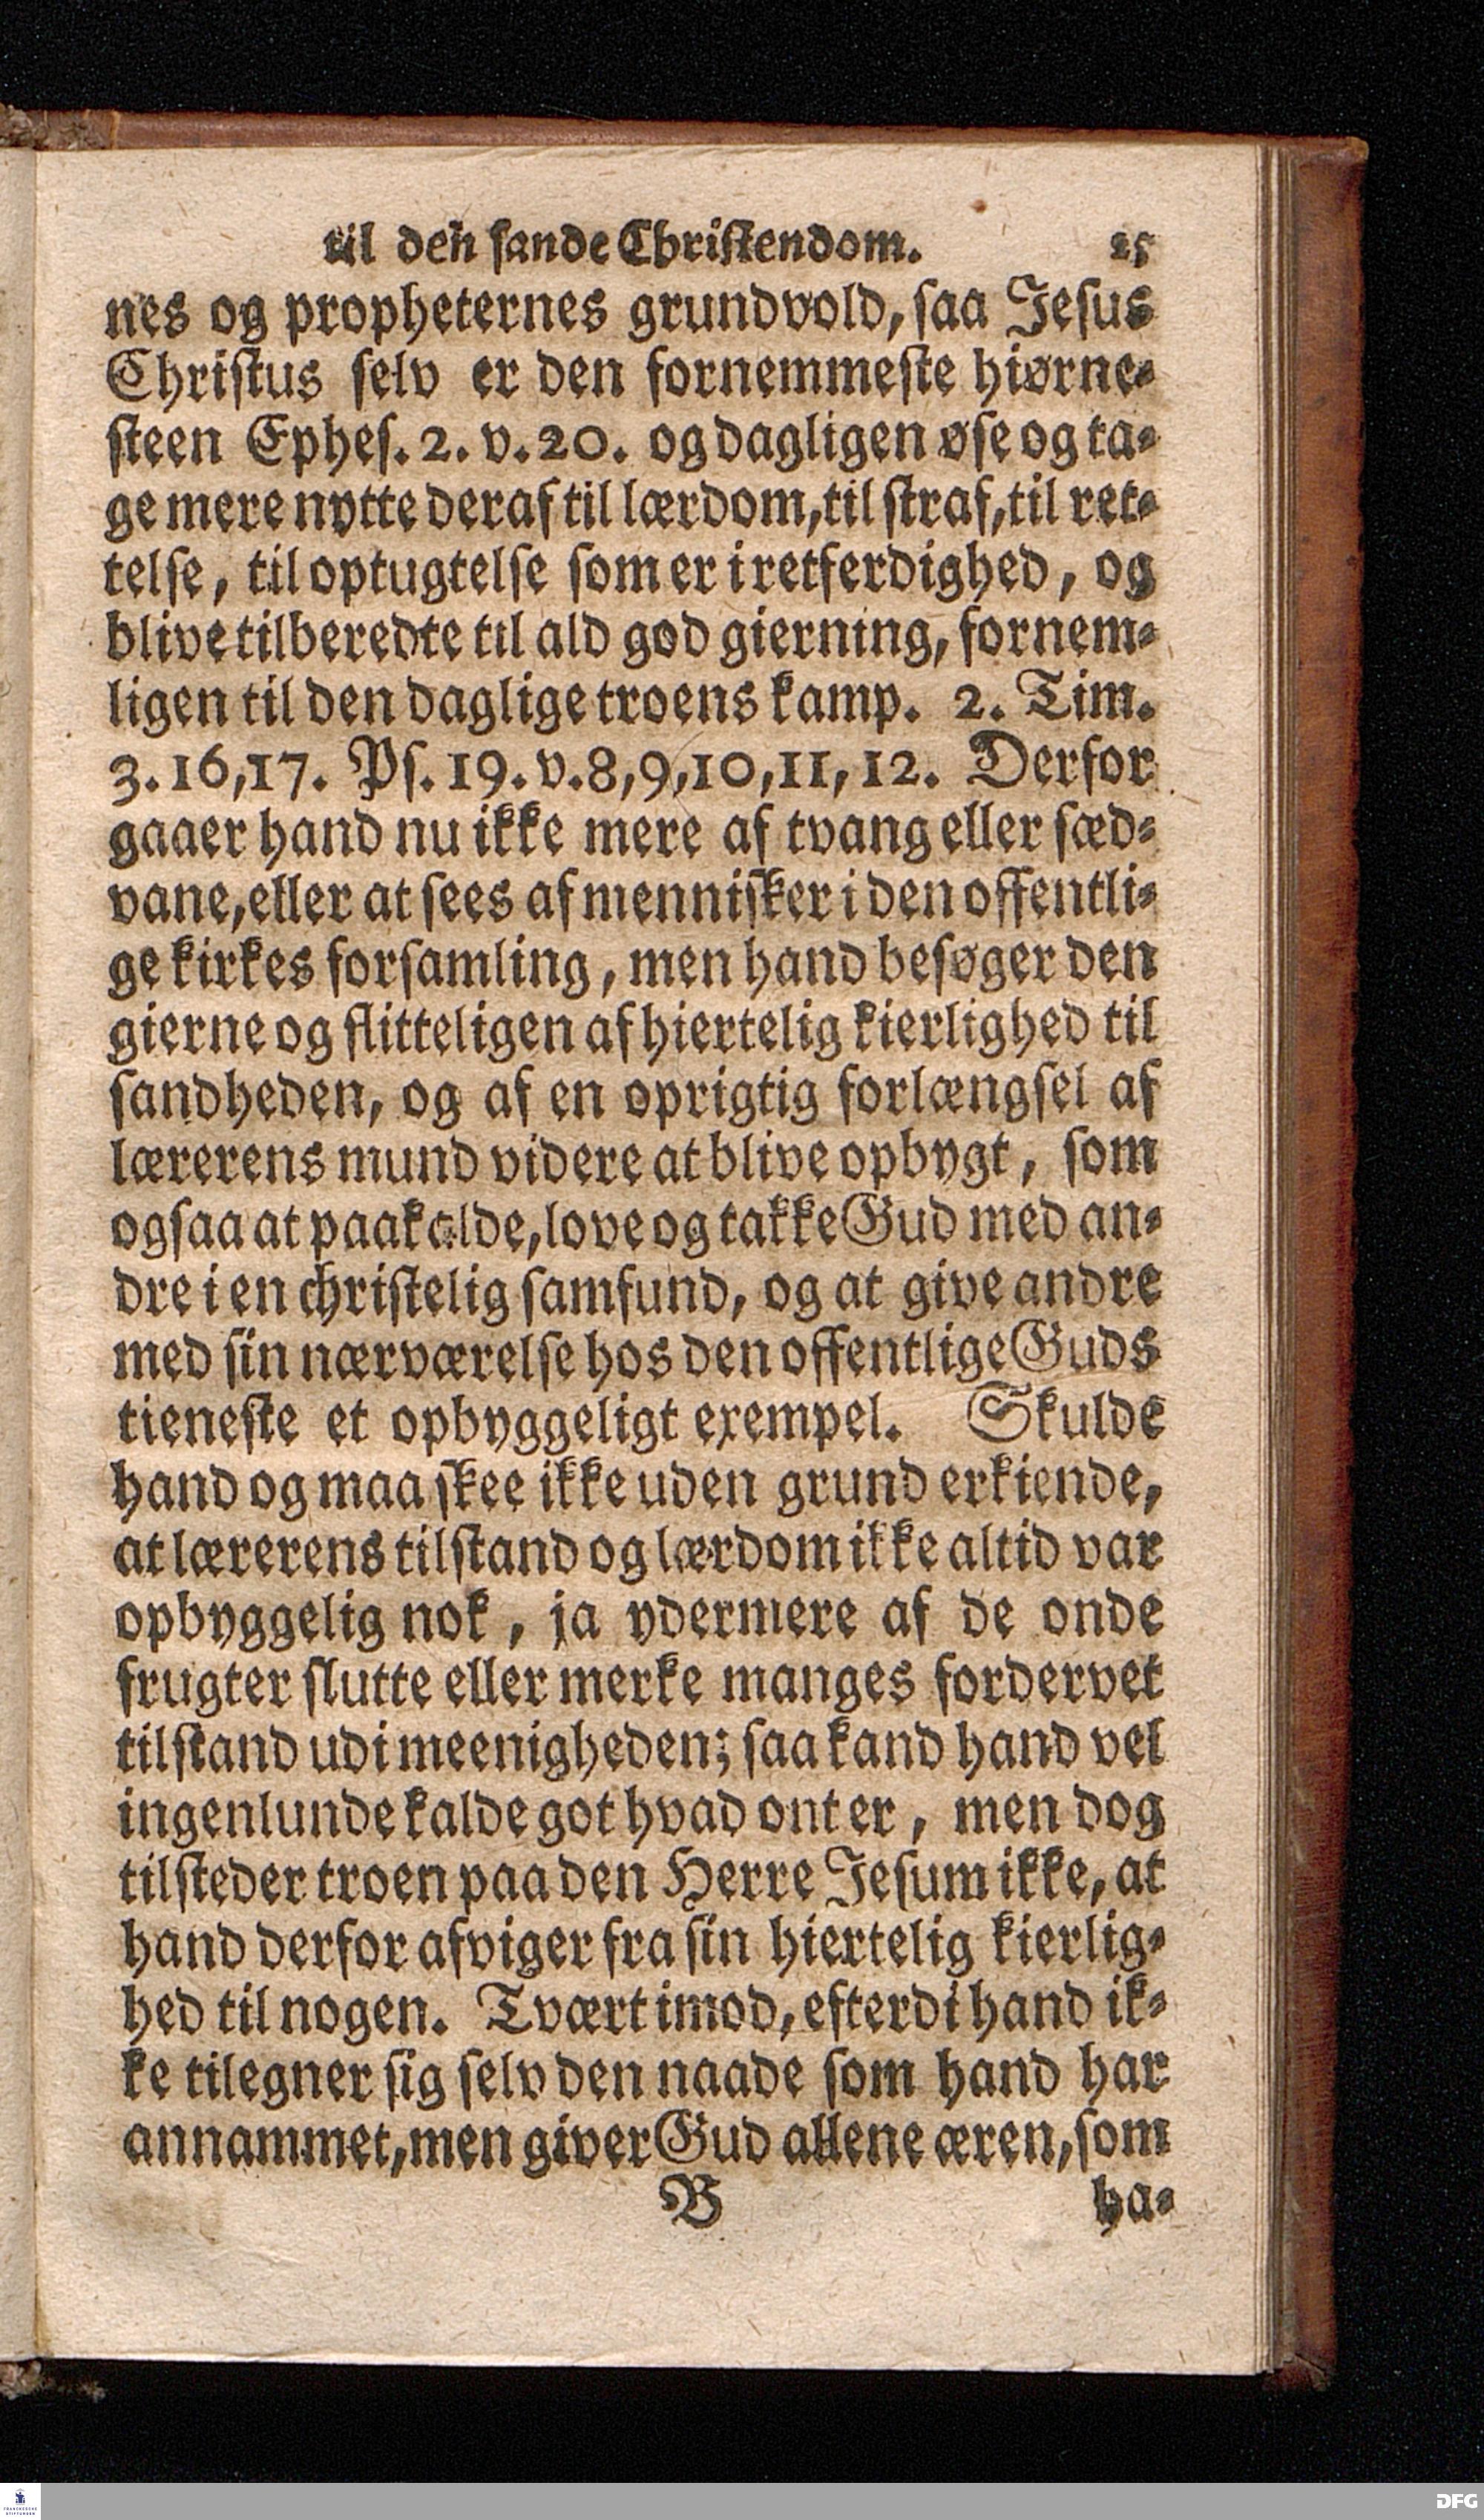 til den sande Christendom. 25
nes og propheternes grundvold, saa Jesus
Christus selv er den fornemmeste hiørne-
steen Ephes. 2. v. 20. og dagligen øse og ta-
ge mere nytte deraf til lærdom, til straf, til ret-
telse, til optugtelse som er i retferdighed, og
blive tilberedte til ald god gierning, fornem-
ligen til den daglige troens kamp. 2. Tim.
3. 16, 17. Ps. 19. v. 8, 9, 10, 11, 12. Derfor
gaaer hand nu ikke mere af tvang eller sæd-
vane, eller at sees af mennisker i den offentli-
ge kirkes forsamling, men hand besøger den
gierne og flitteligen af hiertelig kierlighed til
sandheden, og af en oprigtig forlængsel af
lærerens mund videre at blive opbygt, som
ogsaa at paakalde, love og takke Gud med an-
dre i en christelig samfund, og at give andre
med sin nærværelse hos den offentlige Guds
tieneste et opbyggeligt exempel. Skulde
hand og maa skee ikke uden grund erkiende,
at lærerens tilstand og lærdom ikke altid var
opbyggelig nok, ja ydermere af de onde
frugter slutte eller merke manges fordervet
tilstand udi meenigheden; saa kand hand vel
ingenlunde kalde got hvad ont er, men dog
tilsteder troen paa den Herre Jesum ikke, at
hand derfor afviger fra sin hiertelig kierlig-
hed til nogen. Tvært imod, efterdi hand ik-
ke tilegner sig selv den naade som hand har
annammet, men giver Gud allene æren, som
B ha-
FRANCKESCHE STIFTUNGEN
DFG